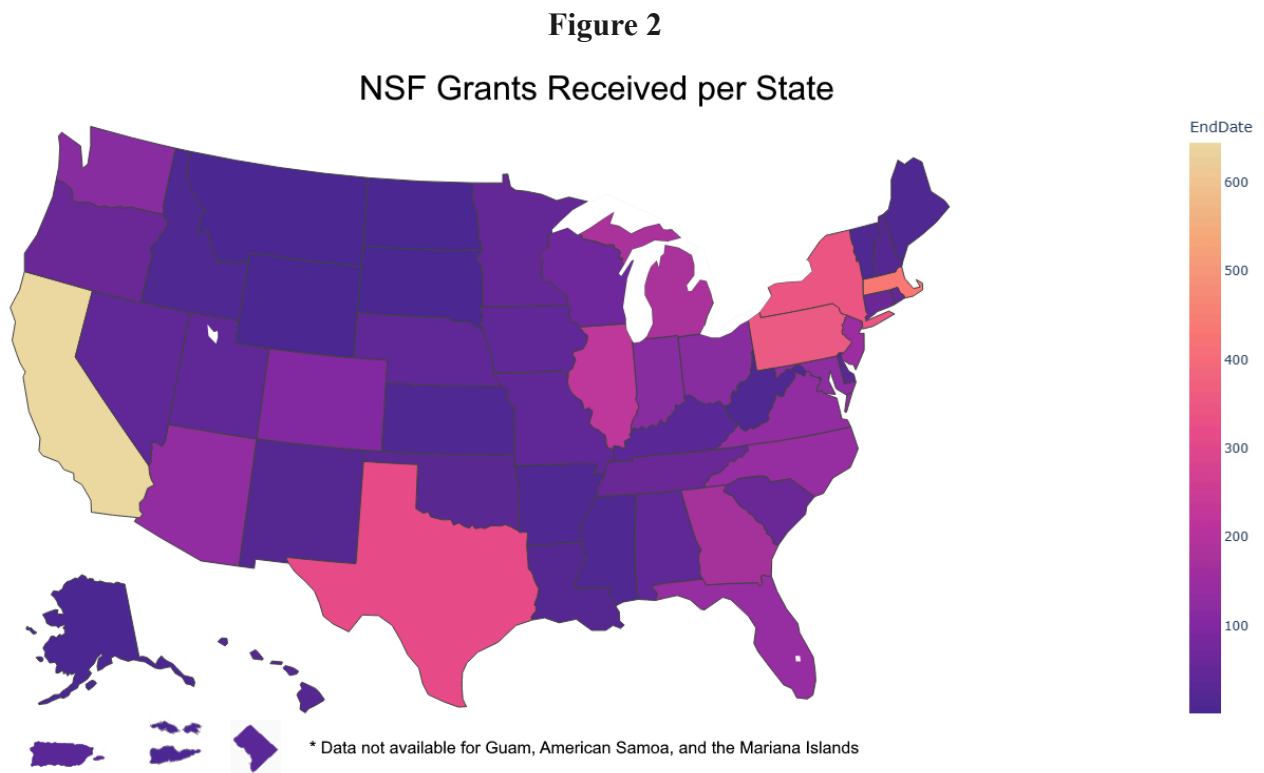 Figure 2
NSF Grants Received per State
EndDate
600
500
400
300
200
100
* Data not available for Guam, American Samoa, and the Mariana Islands